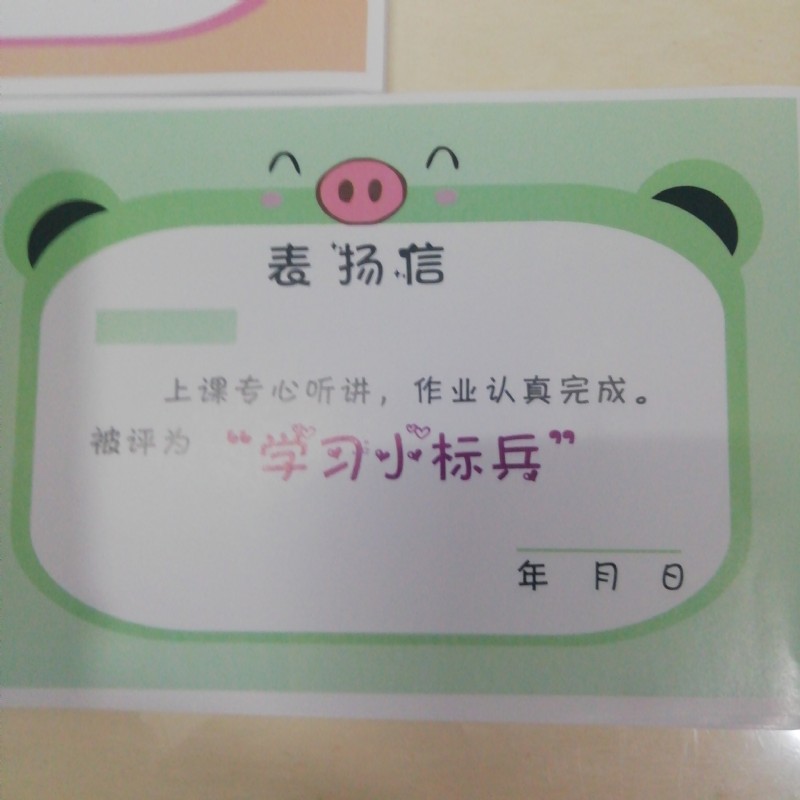 表扬信
上课专心听讲，作业认真完成。
被评为 “学习小标兵”
年 月 日